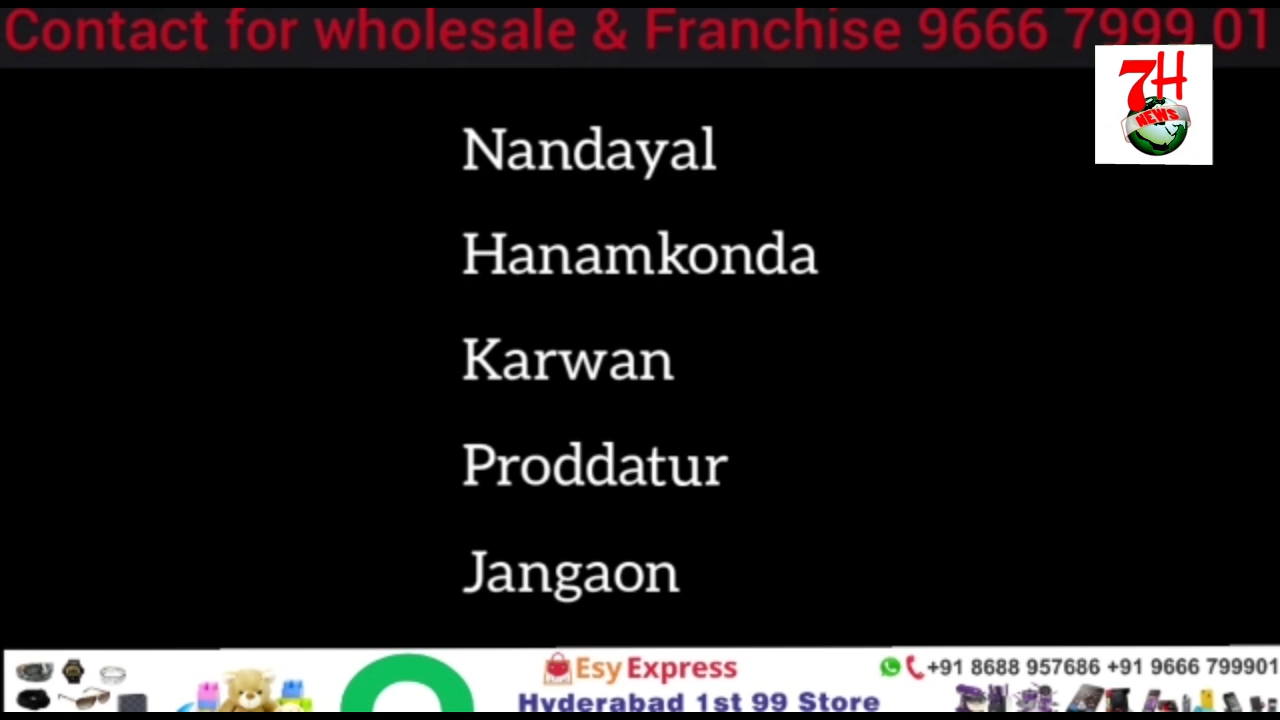 Contact for wholesale & Franchise 9666 7999 01
7H
NEWS
Nandayal
Hanamkonda
Karwan
Proddatur
Jangaon
Esy Express
+91 8688 957686 +91 9666 799901
Hyderabad 1st 99 Store